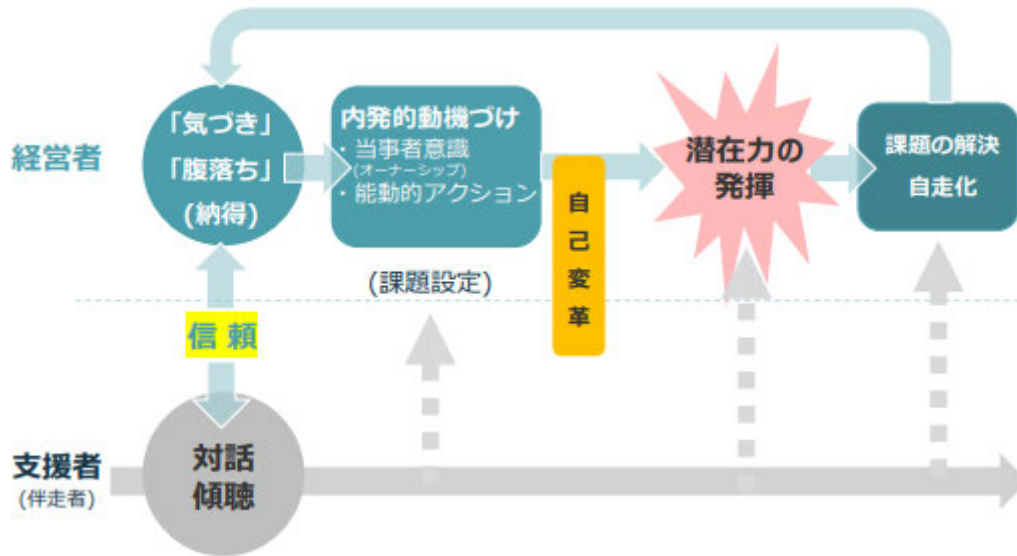 経営者
「気づき」
「腹落ち」
(納得)
内発的動機づけ
・当事者意識
(オーナーシップ)
・能動的アクション
(課題設定)
自己変革
潜在力の
発揮
課題の解決
自走化
信頼
支援者
(伴走者)
対話
傾聴